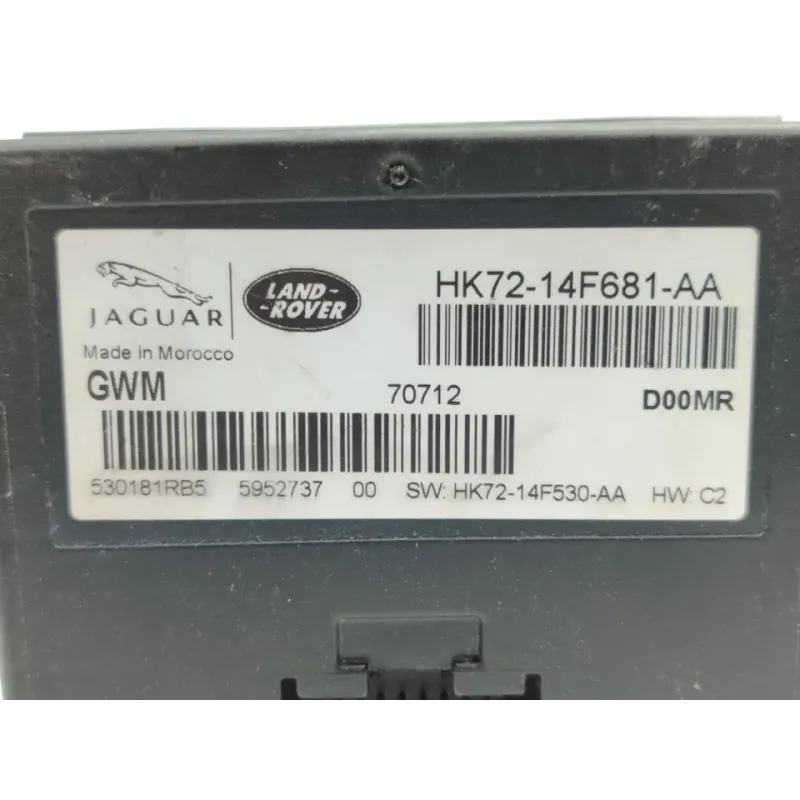 JAGUAR
LAND-
-ROVER
HK72-14F681-AA
Made in Morocco
GWM
70712
D00MR
530181RB5 5952737 00 SW: HK72-14F530-AA HW: C2